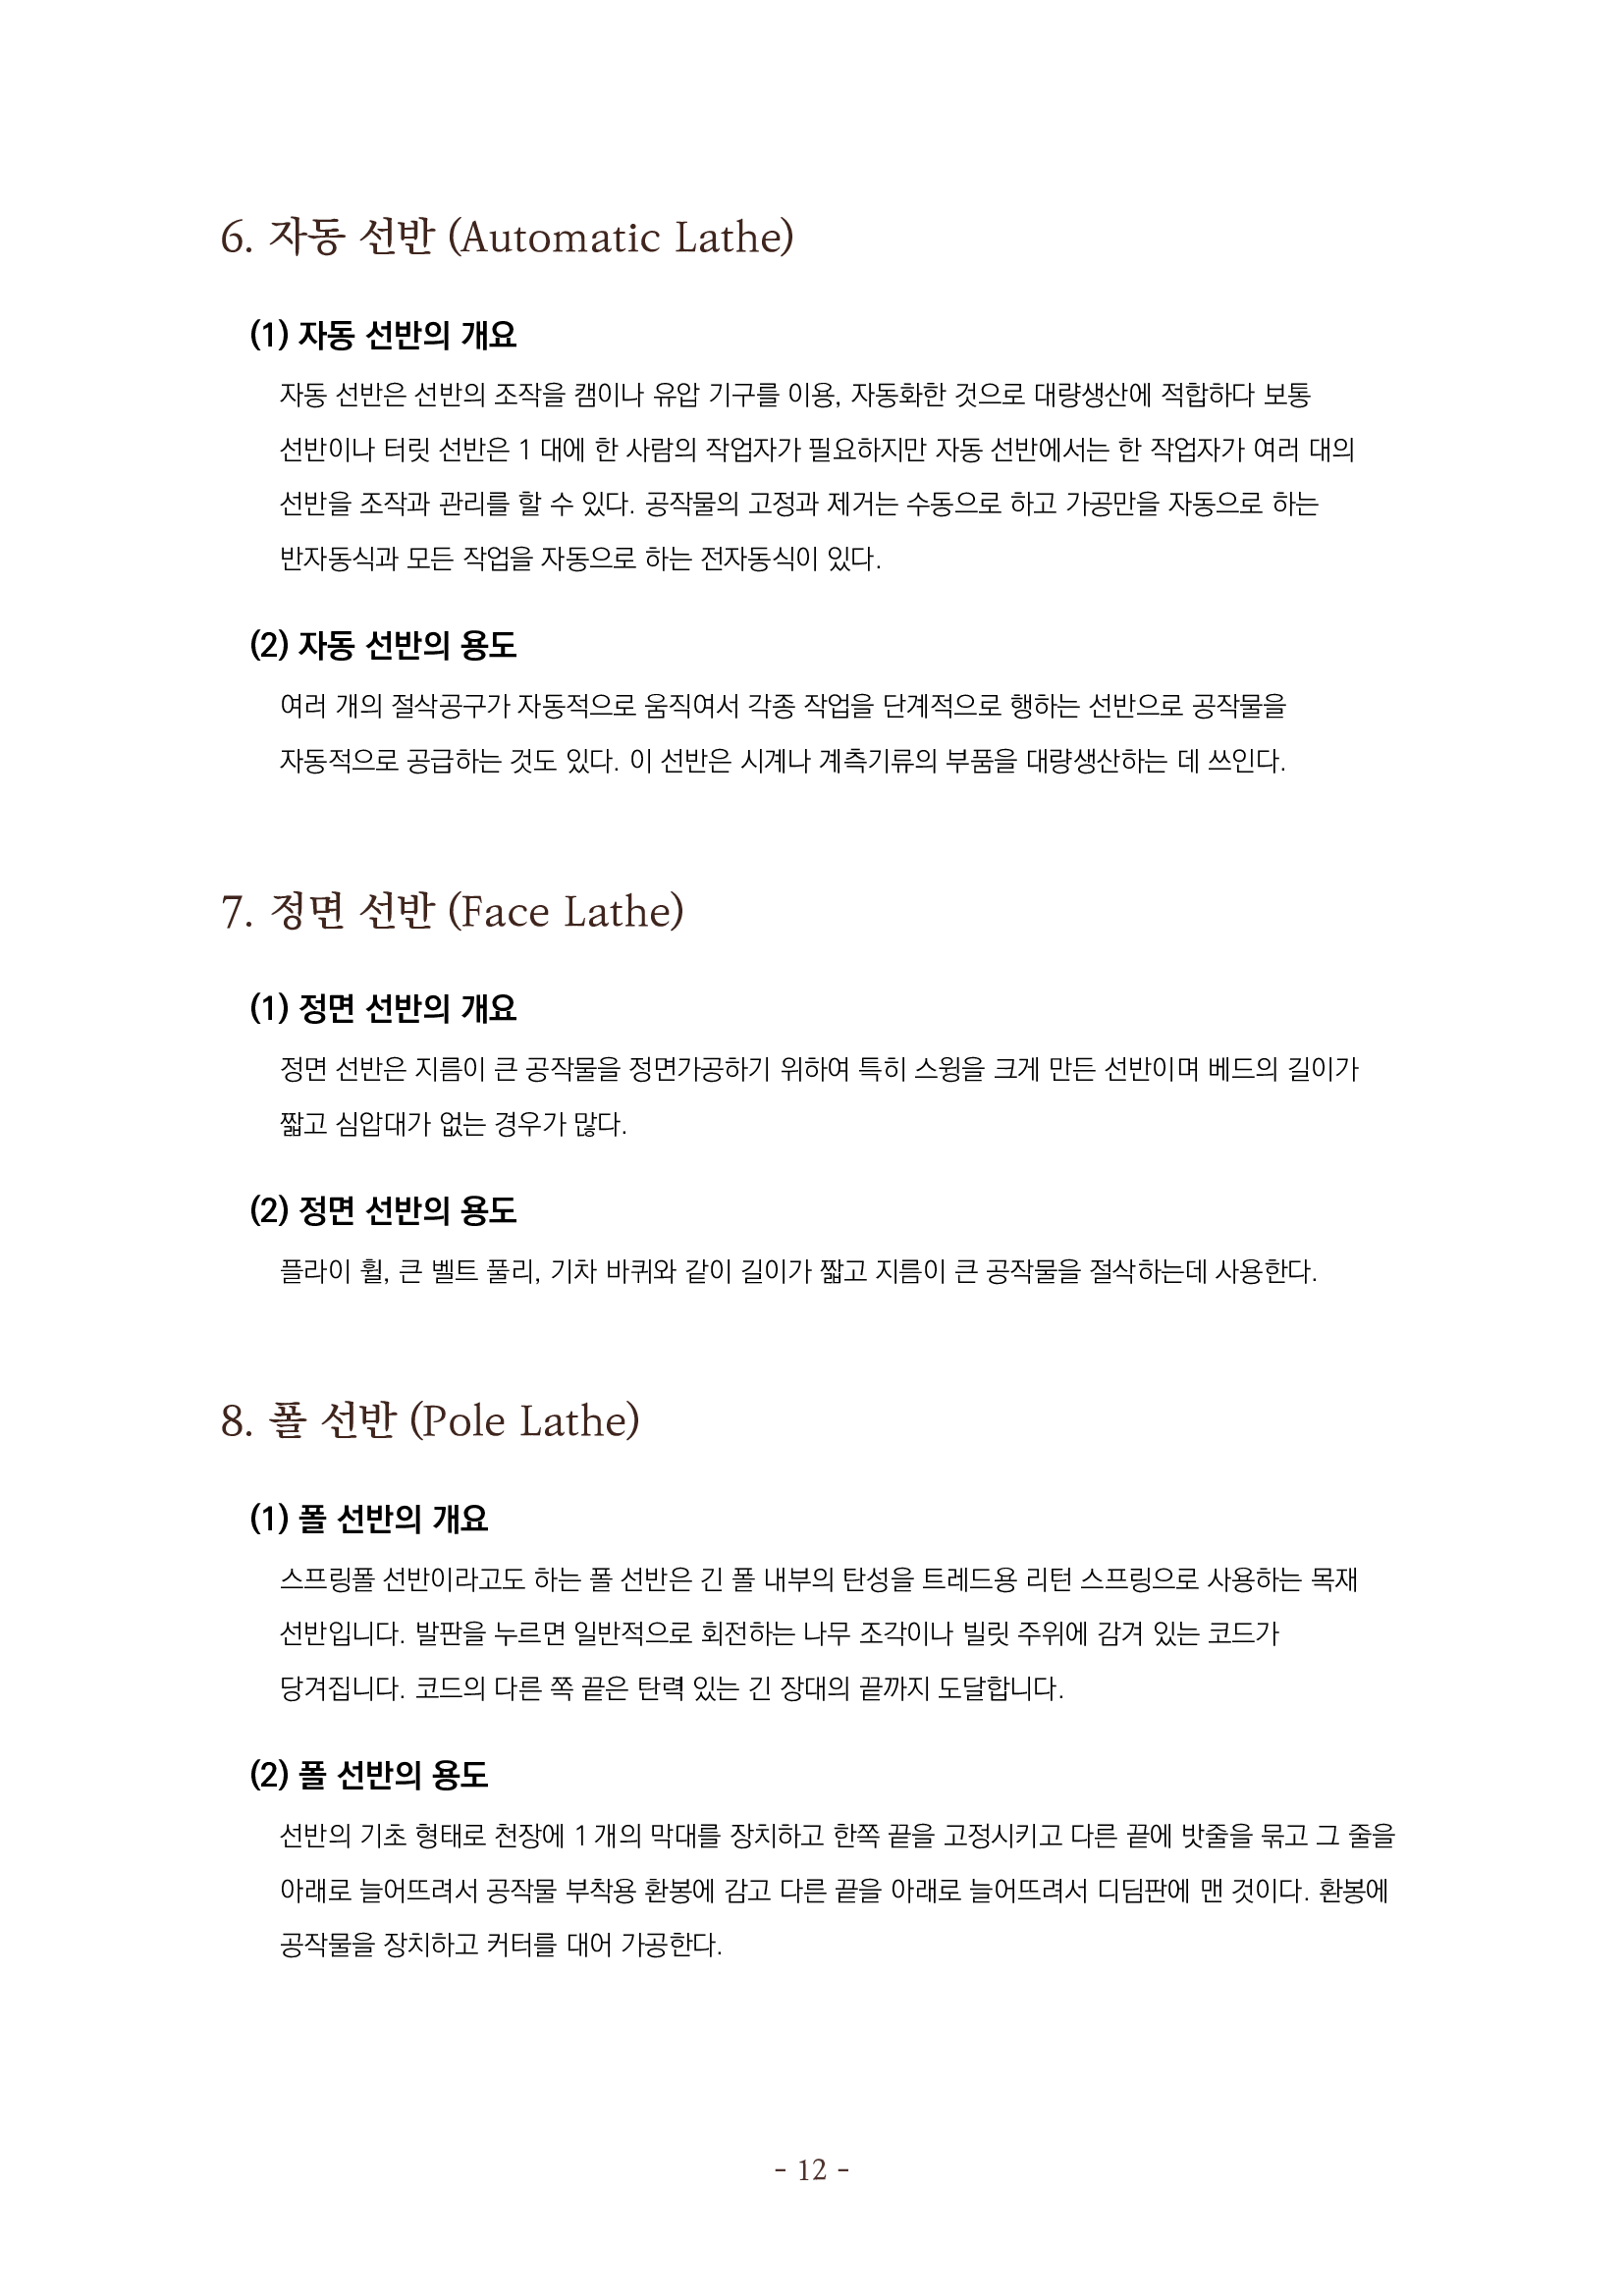 6. 자동 선반 (Automatic Lathe)
(1) 자동 선반의 개요
자동 선반은 선반의 조작을 캠이나 유압 기구를 이용, 자동화한 것으로 대량생산에 적합하다 보통
선반이나 터릿 선반은 1 대에 한 사람의 작업자가 필요하지만 자동 선반에서는 한 작업자가 여러 대의
선반을 조작과 관리를 할 수 있다. 공작물의 고정과 제거는 수동으로 하고 가공만을 자동으로 하는
반자동식과 모든 작업을 자동으로 하는 전자동식이 있다.
(2) 자동 선반의 용도
여러 개의 절삭공구가 자동적으로 움직여서 각종 작업을 단계적으로 행하는 선반으로 공작물을
자동적으로 공급하는 것도 있다. 이 선반은 시계나 계측기류의 부품을 대량생산하는 데 쓰인다.
7. 정면 선반 (Face Lathe)
(1) 정면 선반의 개요
정면 선반은 지름이 큰 공작물을 정면가공하기 위하여 특히 스윙을 크게 만든 선반이며 베드의 길이가
짧고 심압대가 없는 경우가 많다.
(2) 정면 선반의 용도
플라이 휠, 큰 벨트 풀리, 기차 바퀴와 같이 길이가 짧고 지름이 큰 공작물을 절삭하는데 사용한다.
8. 폴 선반 (Pole Lathe)
(1) 폴 선반의 개요
스프링폴 선반이라고도 하는 폴 선반은 긴 폴 내부의 탄성을 트레드용 리턴 스프링으로 사용하는 목재
선반입니다. 발판을 누르면 일반적으로 회전하는 나무 조각이나 빌릿 주위에 감겨 있는 코드가
당겨집니다. 코드의 다른 쪽 끝은 탄력 있는 긴 장대의 끝까지 도달합니다.
(2) 폴 선반의 용도
선반의 기초 형태로 천장에 1 개의 막대를 장치하고 한쪽 끝을 고정시키고 다른 끝에 밧줄을 묶고 그 줄을
아래로 늘어뜨려서 공작물 부착용 환봉에 감고 다른 끝을 아래로 늘어뜨려서 디딤판에 맨 것이다. 환봉에
공작물을 장치하고 커터를 대어 가공한다.
- 12 -